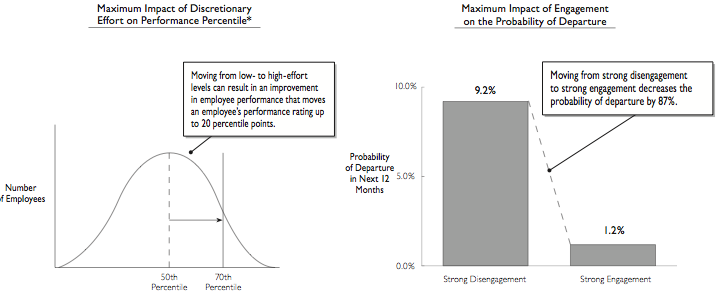 Maximum Impact of Discretionary
Effort on Performance Percentile*
Moving from low- to high-effort
levels can result in an improvement
in employee performance that moves
an employee's performance rating up
to 20 percentile points.
Number
of Employees
50th
Percentile
70th
Percentile
Maximum Impact of Engagement
on the Probability of Departure
Moving from strong disengagement
to strong engagement decreases the
probability of departure by 87%.
10.0%
9.2%
Probability
of Departure
in Next 12
Months
5.0%
1.2%
0.0%
Strong Disengagement
Strong Engagement